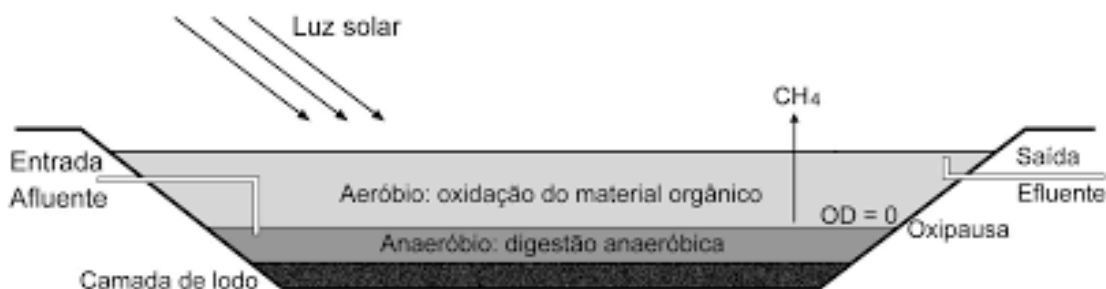 Luz solar
CH₄
Entrada
Afluente
Saída
Efluente
Aeróbio: oxidação do material orgânico
OD = 0
Oxipausa
Anaeróbio: digestão anaeróbica
Camada de lodo